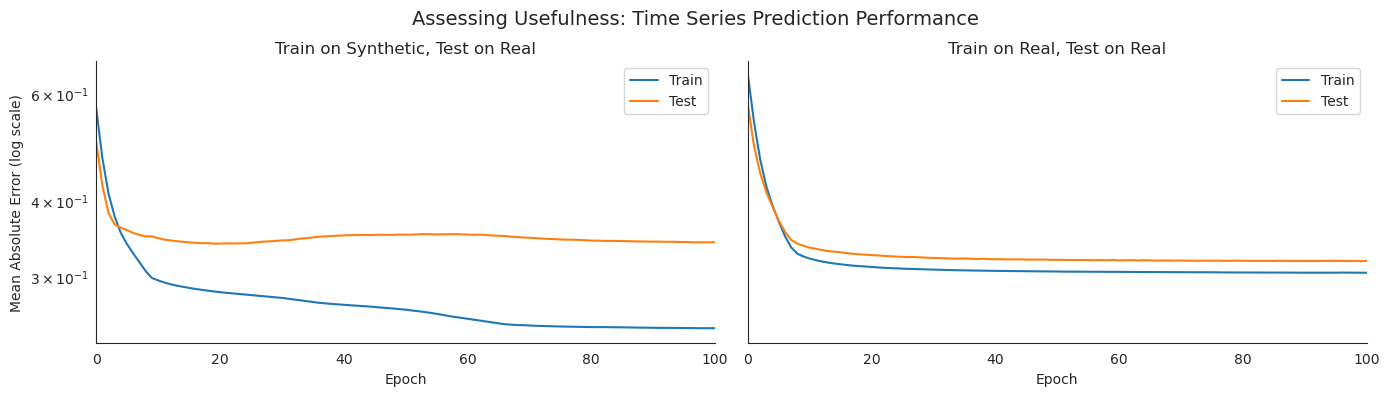 Assessing Usefulness: Time Series Prediction Performance
Train on Synthetic, Test on Real
Train
Test
6 × 10⁻¹
4 × 10⁻¹
3 × 10⁻¹
Mean Absolute Error (log scale)
0 20 40 60 80 100
Epoch
Train on Real, Test on Real
Train
Test
0 20 40 60 80 100
Epoch